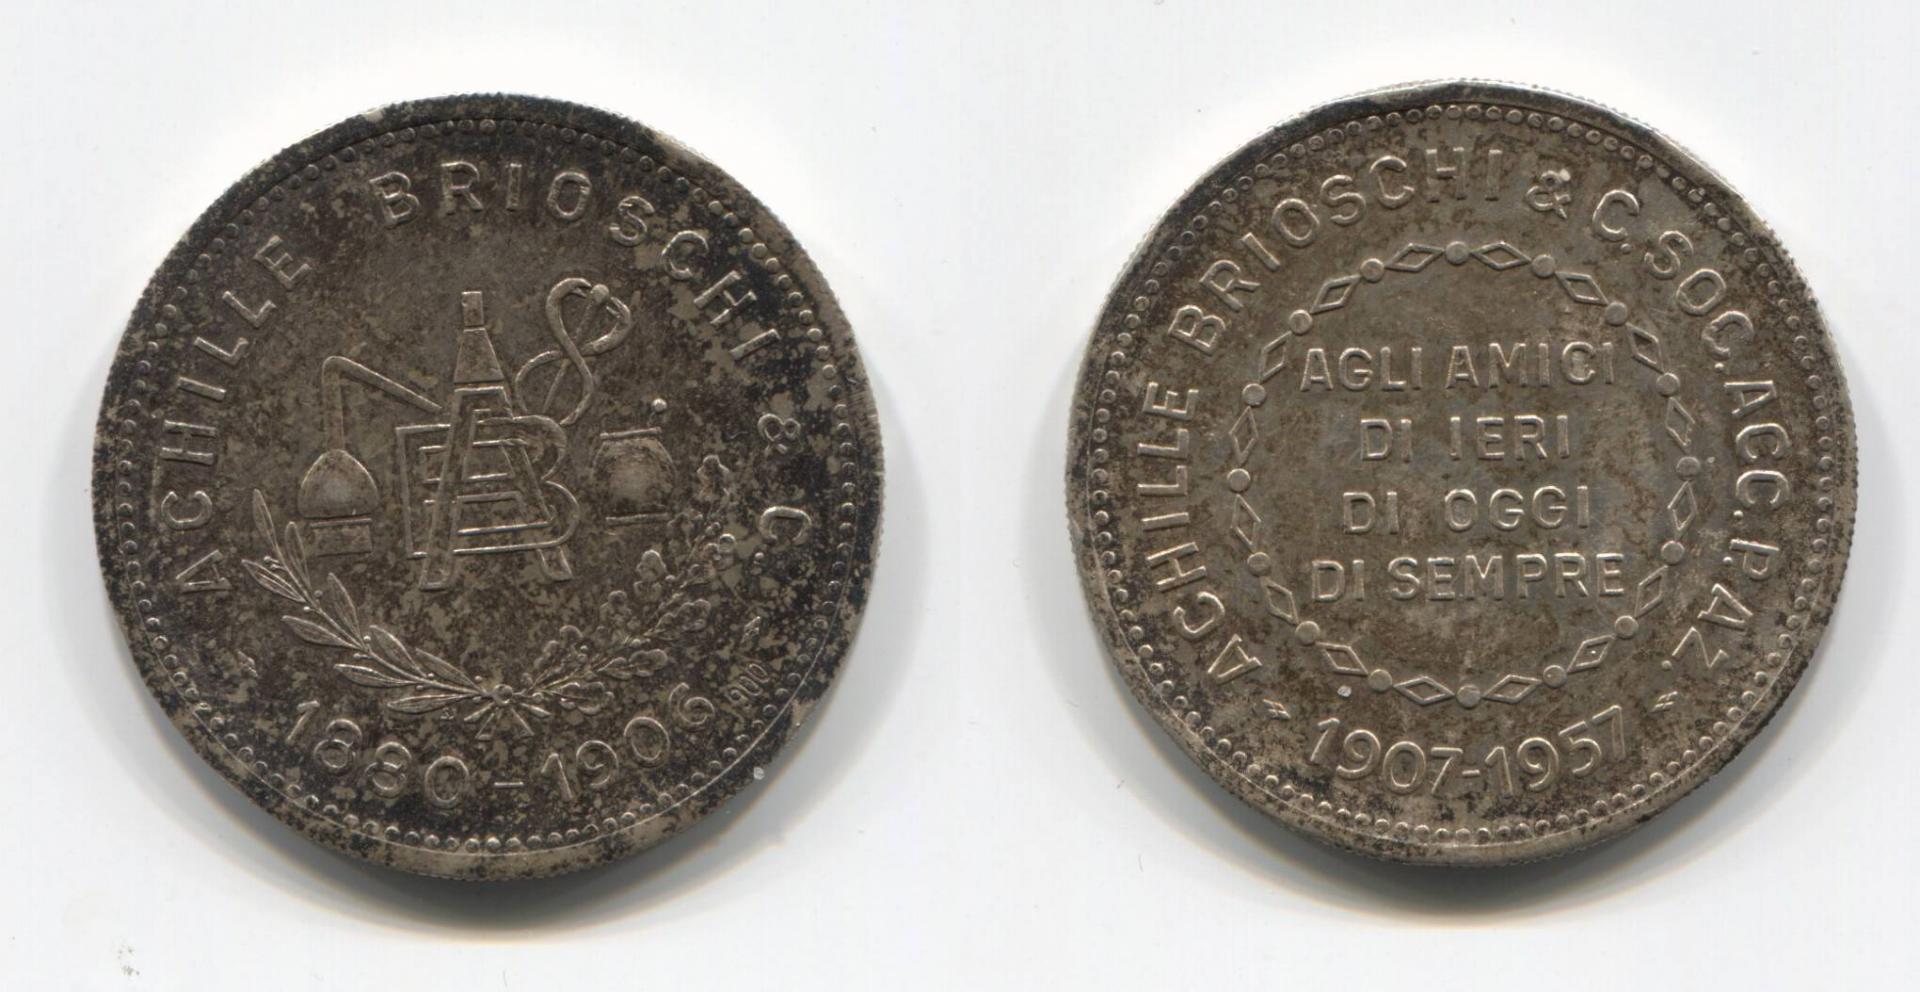 ACHILLE BRIOSCHI & C
1880-1906
900
ACHILLE BRIOSCHI & C. SOC. ACC. P. AZ.
AGLI AMICI
DI IERI
DI OGGI
DI SEMPRE
1907-1957